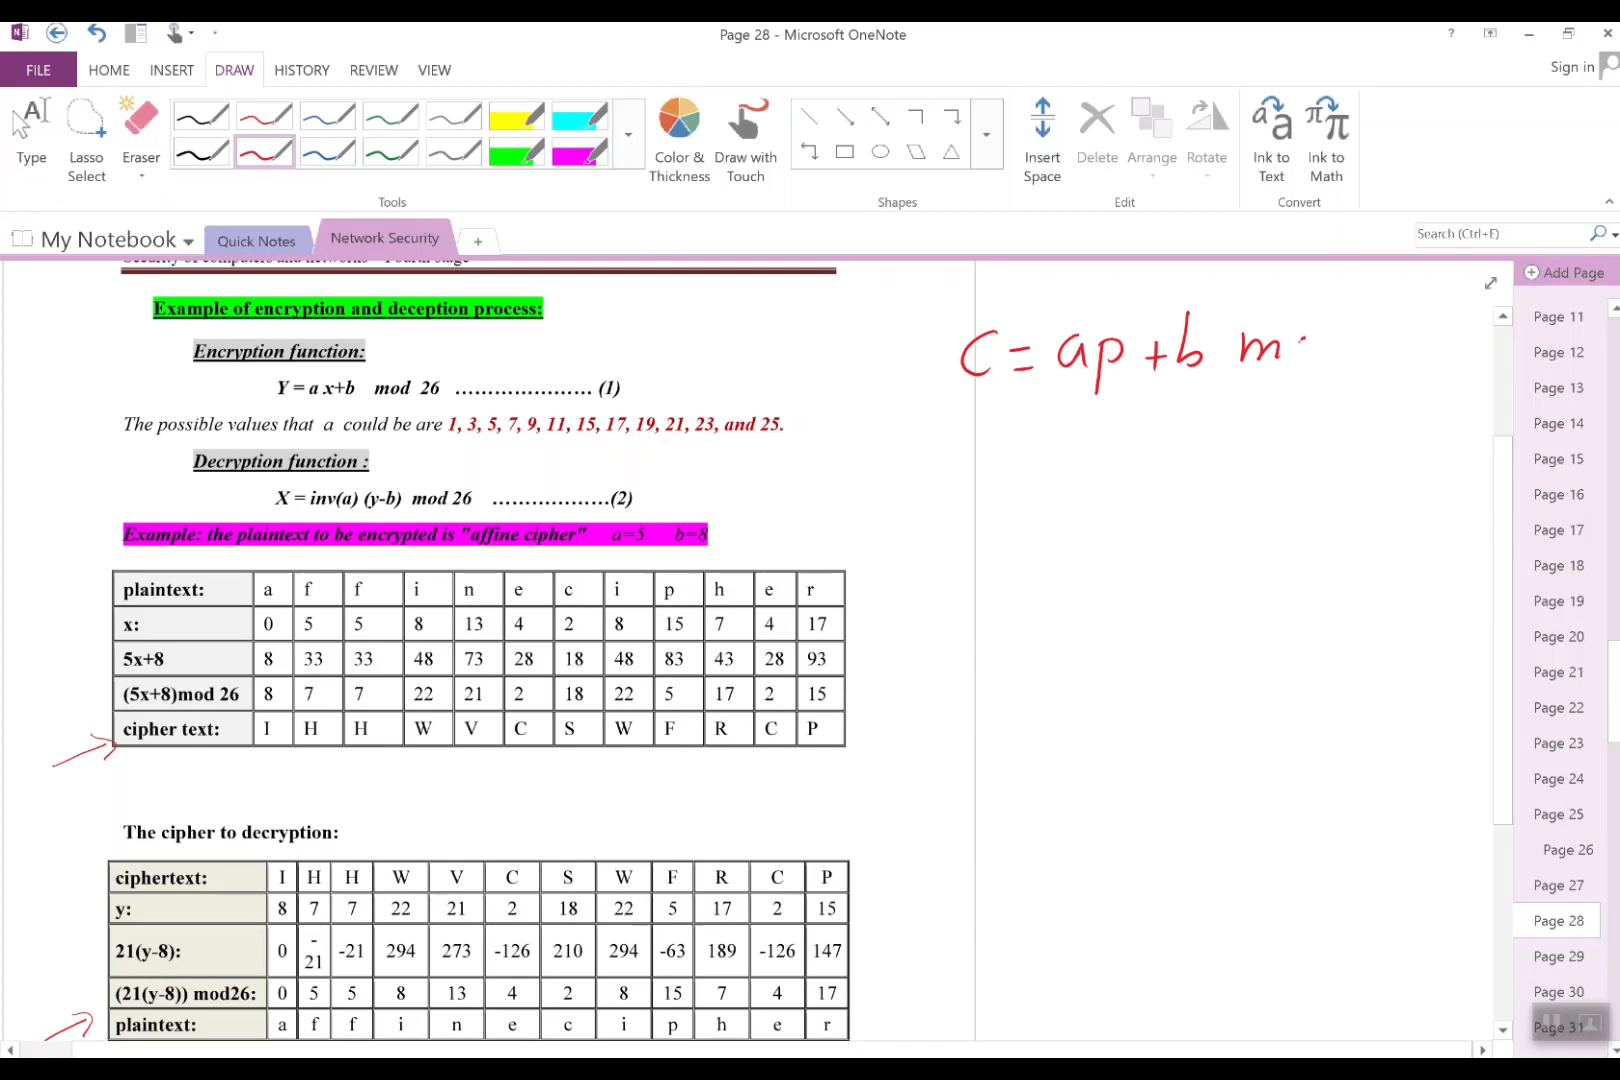 Page 28 - Microsoft OneNote
?
FILE HOME INSERT DRAW HISTORY REVIEW VIEW
Sign in
Type
Lasso Select
Eraser
Color & Thickness
Draw with Touch
Insert Space
Delete
Arrange
Rotate
Ink to Text
Ink to Math
Tools
Shapes
Edit
Convert
My Notebook
Quick Notes
Network Security
+
Search (Ctrl+E)
Add Page
Page 11
Page 12
Page 13
Page 14
Page 15
Page 16
Page 17
Page 18
Page 19
Page 20
Page 21
Page 22
Page 23
Page 24
Page 25
Page 26
Page 27
Page 28
Page 29
Page 30
Page 31
Security of computers and networks Fourth stage
Example of encryption and deception process:
Encryption function:
Y = a x+b mod 26 ………………… (1)
The possible values that a could be are 1, 3, 5, 7, 9, 11, 15, 17, 19, 21, 23, and 25.
Decryption function :
X = inv(a) (y-b) mod 26 ………………(2)
Example: the plaintext to be encrypted is "affine cipher" a=5 b=8
plaintext: a f f i n e c i p h e r
x: 0 5 5 8 13 4 2 8 15 7 4 17
5x+8 8 33 33 48 73 28 18 48 83 43 28 93
(5x+8)mod 26 8 7 7 22 21 2 18 22 5 17 2 15
cipher text: I H H W V C S W F R C P
The cipher to decryption:
ciphertext: I H H W V C S W F R C P
y: 8 7 7 22 21 2 18 22 5 17 2 15
21(y-8): 0 -21 -21 294 273 -126 210 294 -63 189 -126 147
(21(y-8)) mod26: 0 5 5 8 13 4 2 8 15 7 4 17
plaintext: a f f i n e c i p h e r
C = ap + b m